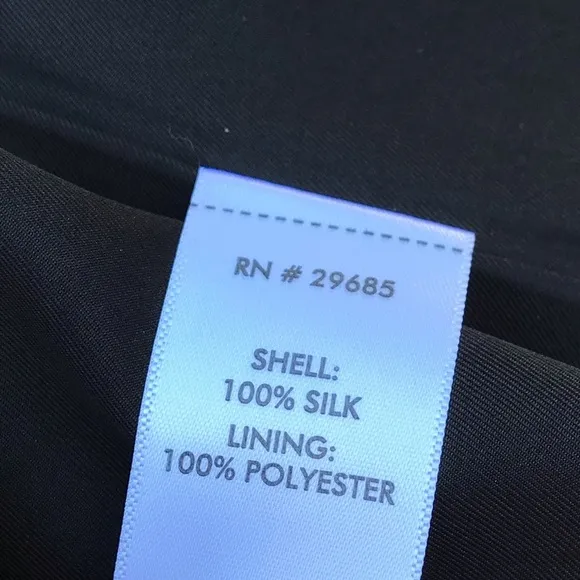 RN # 29685
SHELL:
100% SILK
LINING:
100% POLYESTER